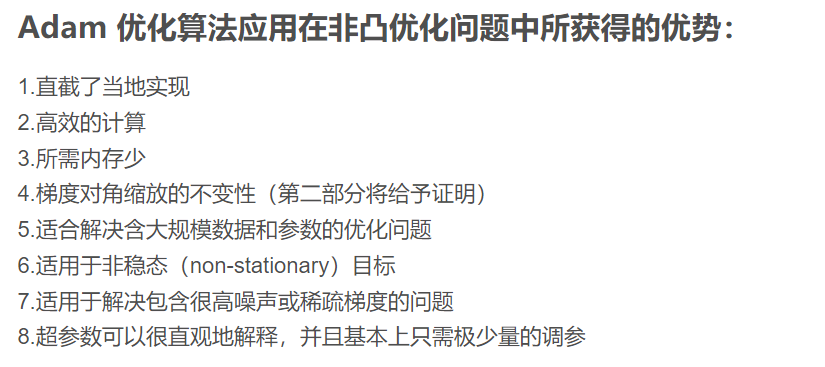 Adam 优化算法应用在非凸优化问题中所获得的优势：
1.直截了当地实现
2.高效的计算
3.所需内存少
4.梯度对角缩放的不变性（第二部分将给予证明）
5.适合解决含大规模数据和参数的优化问题
6.适用于非稳态（non-stationary）目标
7.适用于解决包含很高噪声或稀疏梯度的问题
8.超参数可以很直观地解释，并且基本上只需极少量的调参